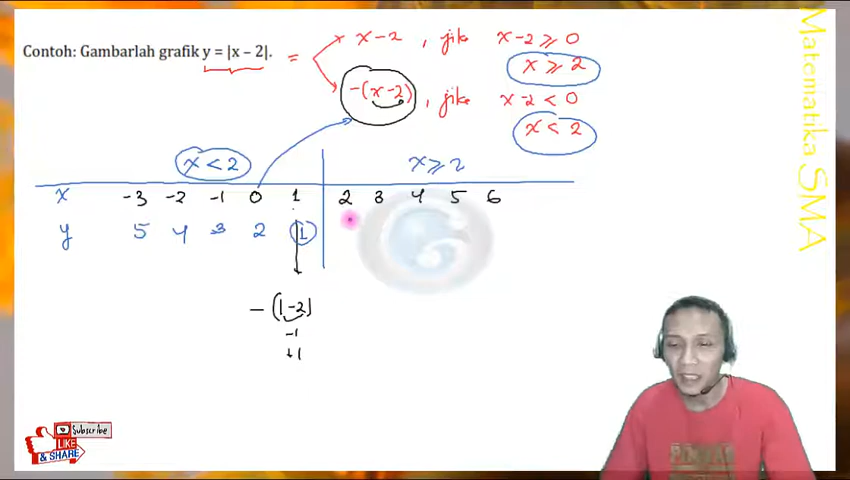 Contoh: Gambarlah grafik y = |x – 2|. =
x – 2 , jika x – 2 ≥ 0
x ≥ 2
–(x – 2) , jika x – 2 < 0
x < 2
x < 2 x ≥ 2
x -3 -2 -1 0 1 2 3 4 5 6
y 5 4 3 2 1
– (1 – 2)
-1
+1
Matematika SMA
Subscribe
LIKE
& SHARE